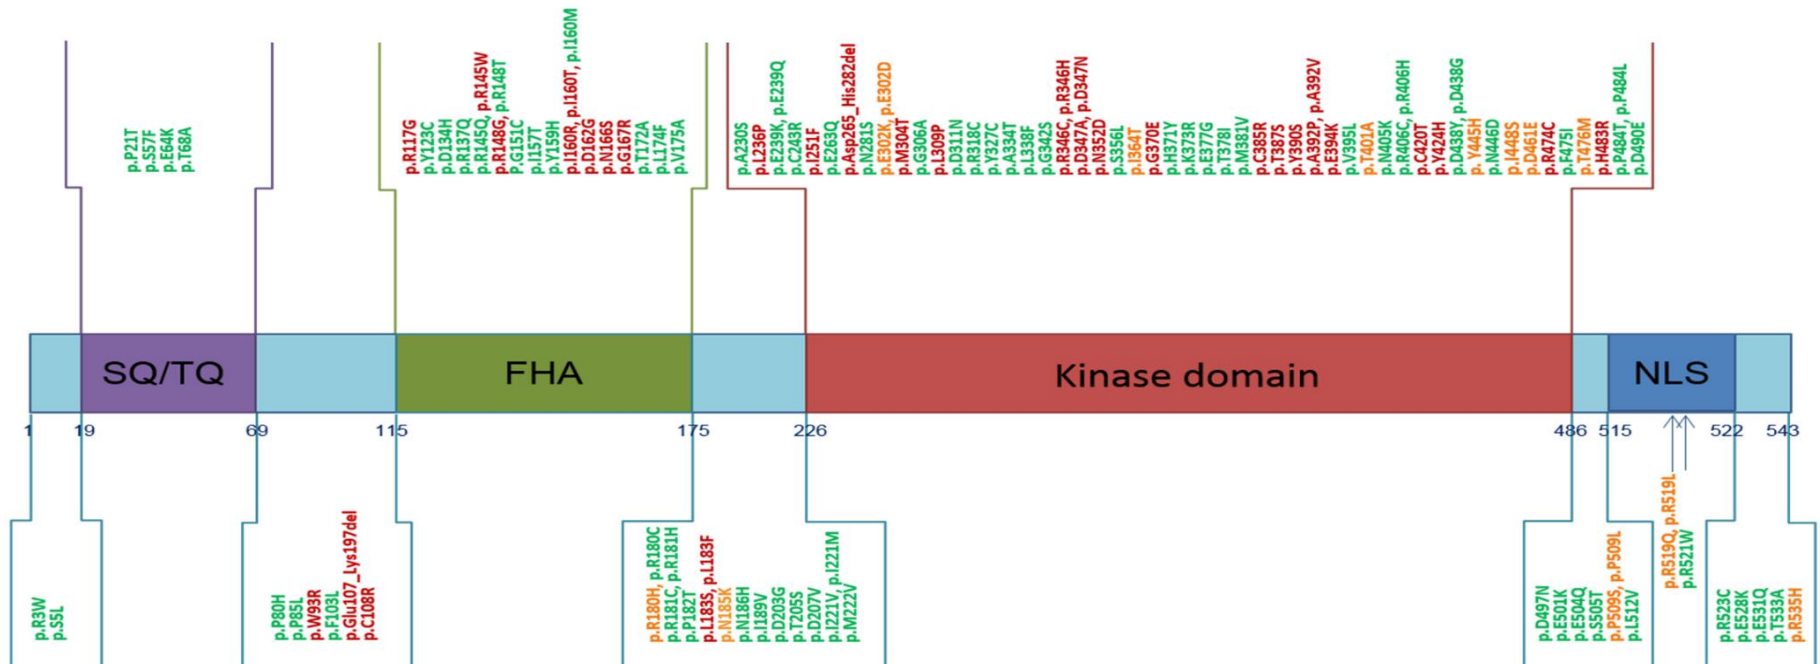 p.P21T
p.S57F
p.E64K
p.T68A
p.R117G
p.Y123C
p.D134H
p.R137Q
p.R145Q, p.R145W
p.R148G, p.R148T
P.G151C
p.I157T
p.Y159H
p.I160R, p.I160T, p.I160M
p.D162G
p.N166S
p.G167R
p.T172A
p.L174F
p.V175A
p.A230S
p.L236P
p.E239K, p.E239Q
p.C243R
p.I251F
p.E263Q
p.Asp265_His282del
p.N281S
p.E302K, p.E302D
p.M304T
p.G306A
p.L309P
p.D311N
p.R318C
p.Y327C
p.A334T
p.L338F
p.G342S
p.R346C, p.R346H
p.D347A, p.D347N
p.N352D
p.S356L
p.I364T
p.G370E
p.H371Y
p.K373R
p.E377G
p.T378I
p.M381V
p.C385R
p.T387S
p.Y390S
p.A392P, p.A392V
p.E394K
p.V395L
p.T401A
p.N405K
p.R406C, p.R406H
p.C420T
p.Y424H
p.D438Y, p.D438G
p. Y445H
p.N446D
p.I448S
p.D461E
p.R474C
p.F475I
p.T476M
p.H483R
p.P484T, p.P484L
p.D490E
SQ/TQ
FHA
Kinase domain
NLS
1
19
69
115
175
226
486
515
522
543
p.R3W
p.S5L
p.P80H
p.P85L
p.W93R
p.F103L
p.Glu107_Lys197del
p.C108R
p.R180H, p.R180C
p.R181C, p.R181H
p.P182T
p.L183S, p.L183F
p.N185K
p.N186H
p.I189V
p.D203G
p.T205S
p.D207V
p.I221V, p.I221M
p.M222V
p.D497N
p.E501K
p.E504Q
p.S505T
p.P509S, p.P509L
p.L512V
p.R519Q, p.R519L
p.R521W
p.R523C
p.E528K
p.E531Q
p.T533A
p.R535H